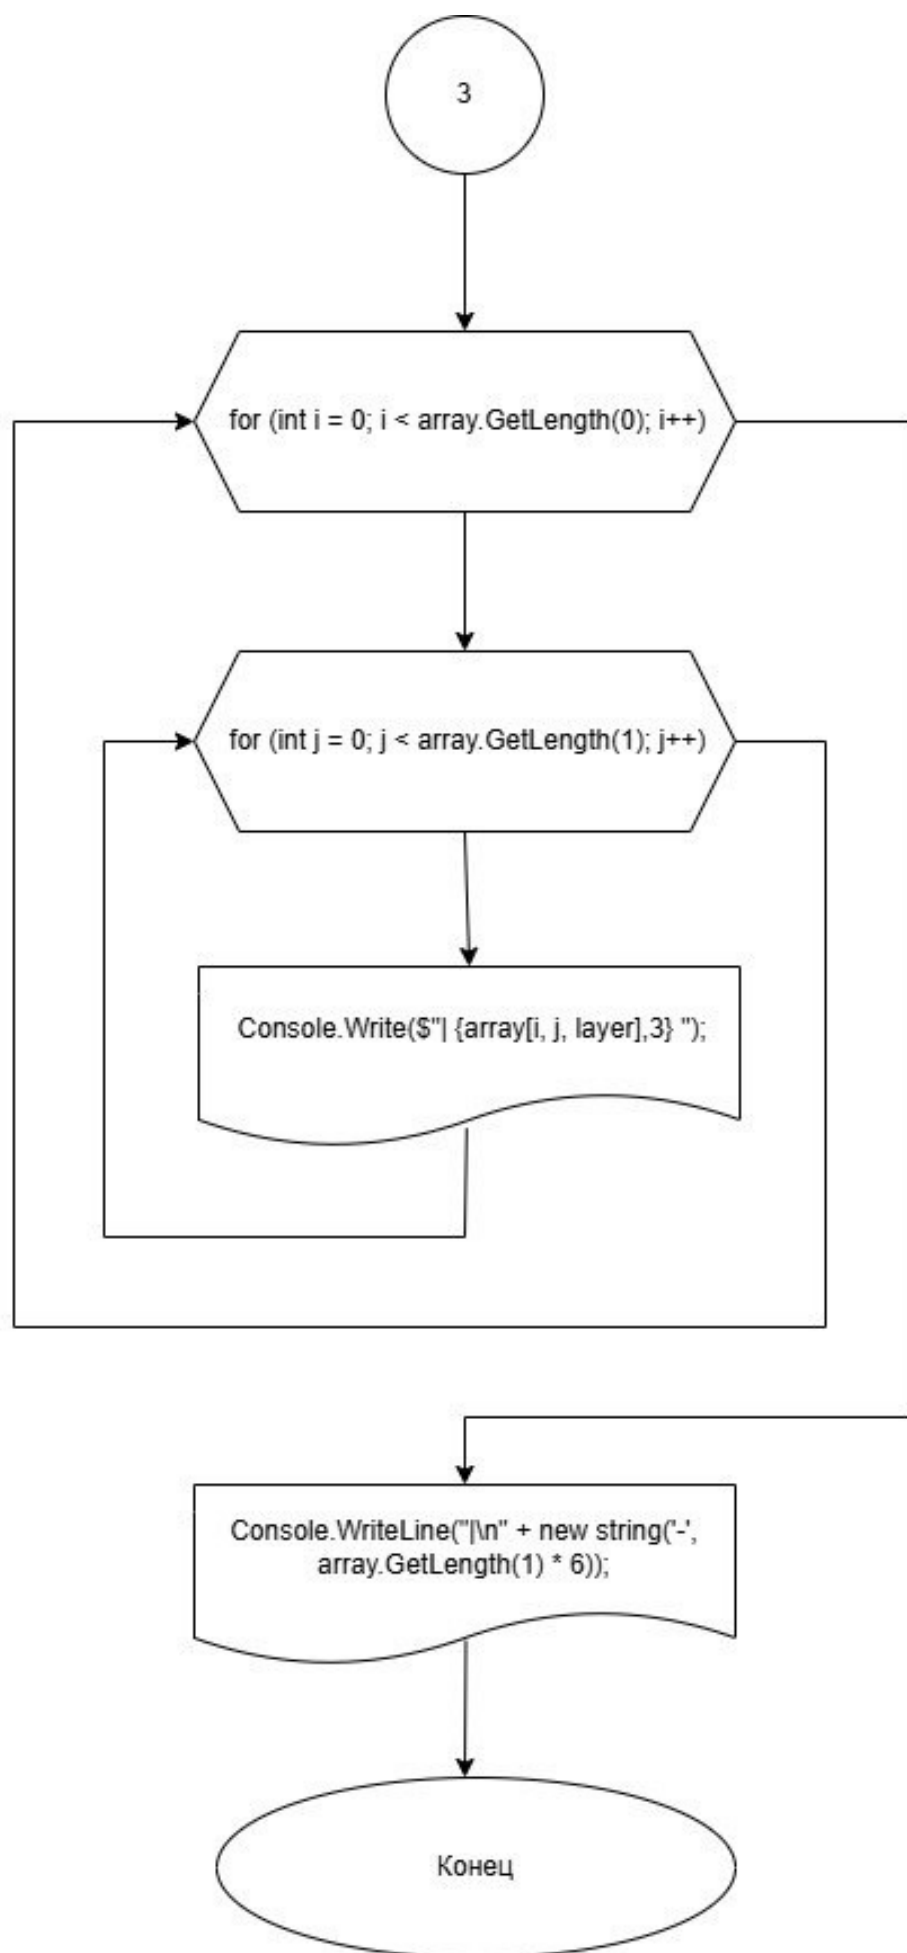 3
for (int i = 0; i < array.GetLength(0); i++)
for (int j = 0; j < array.GetLength(1); j++)
Console.Write($"| {array[i, j, layer],3} ");
Console.WriteLine("|\n" + new string('-',
array.GetLength(1) * 6));
Конец